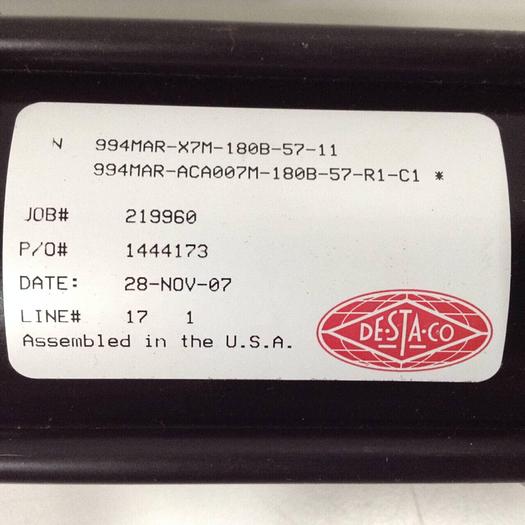 N 994MAR-X7M-180B-57-11
994MAR-ACA007M-180B-57-R1-C1 *
JOB# 219960
P/O# 1444173
DATE: 28-NOV-07
LINE# 17 1
Assembled in the U.S.A.
DE-STA-CO